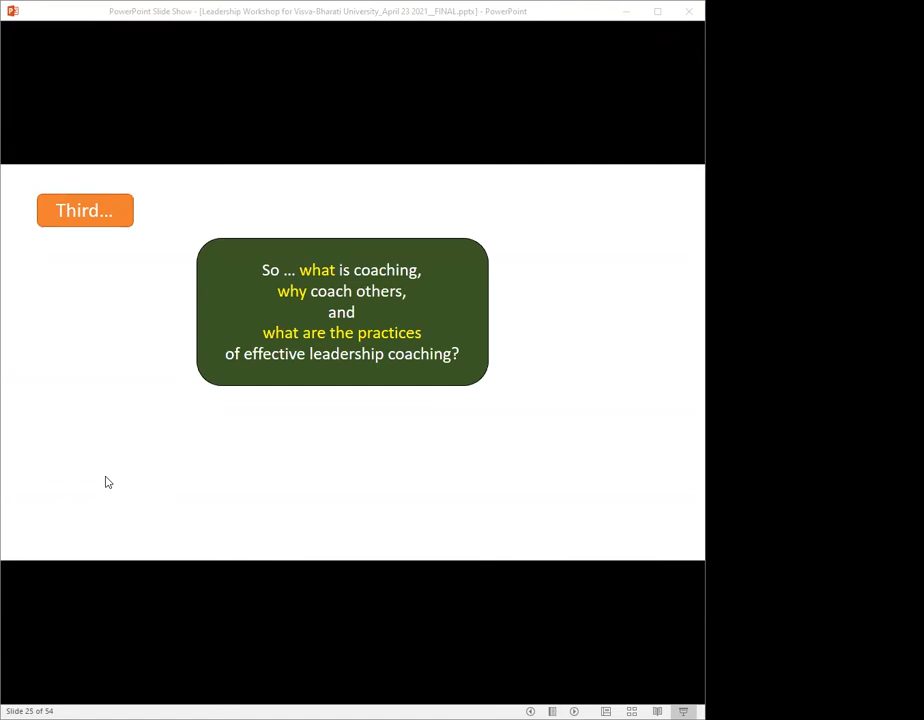 PowerPoint Slide Show - [Leadership Workshop for Visva-Bharati University_April 23 2021__FINAL.pptx] - PowerPoint
Third...
So ... what is coaching,
why coach others,
and
what are the practices
of effective leadership coaching?
Slide 25 of 54